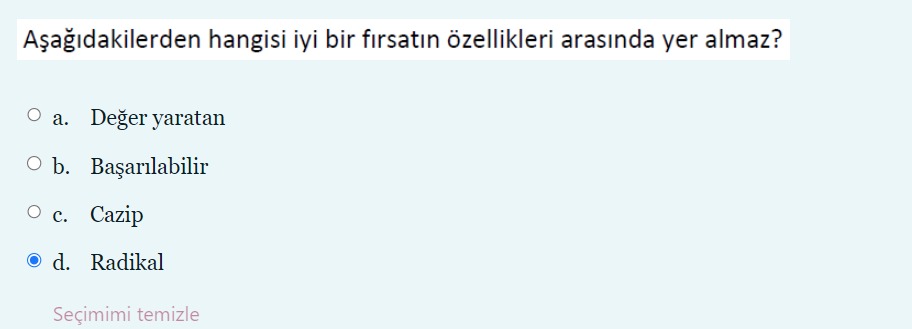 Aşağıdakilerden hangisi iyi bir fırsatın özellikleri arasında yer almaz?
a. Değer yaratan
b. Başarılabilir
c. Cazip
d. Radikal
Seçimimi temizle